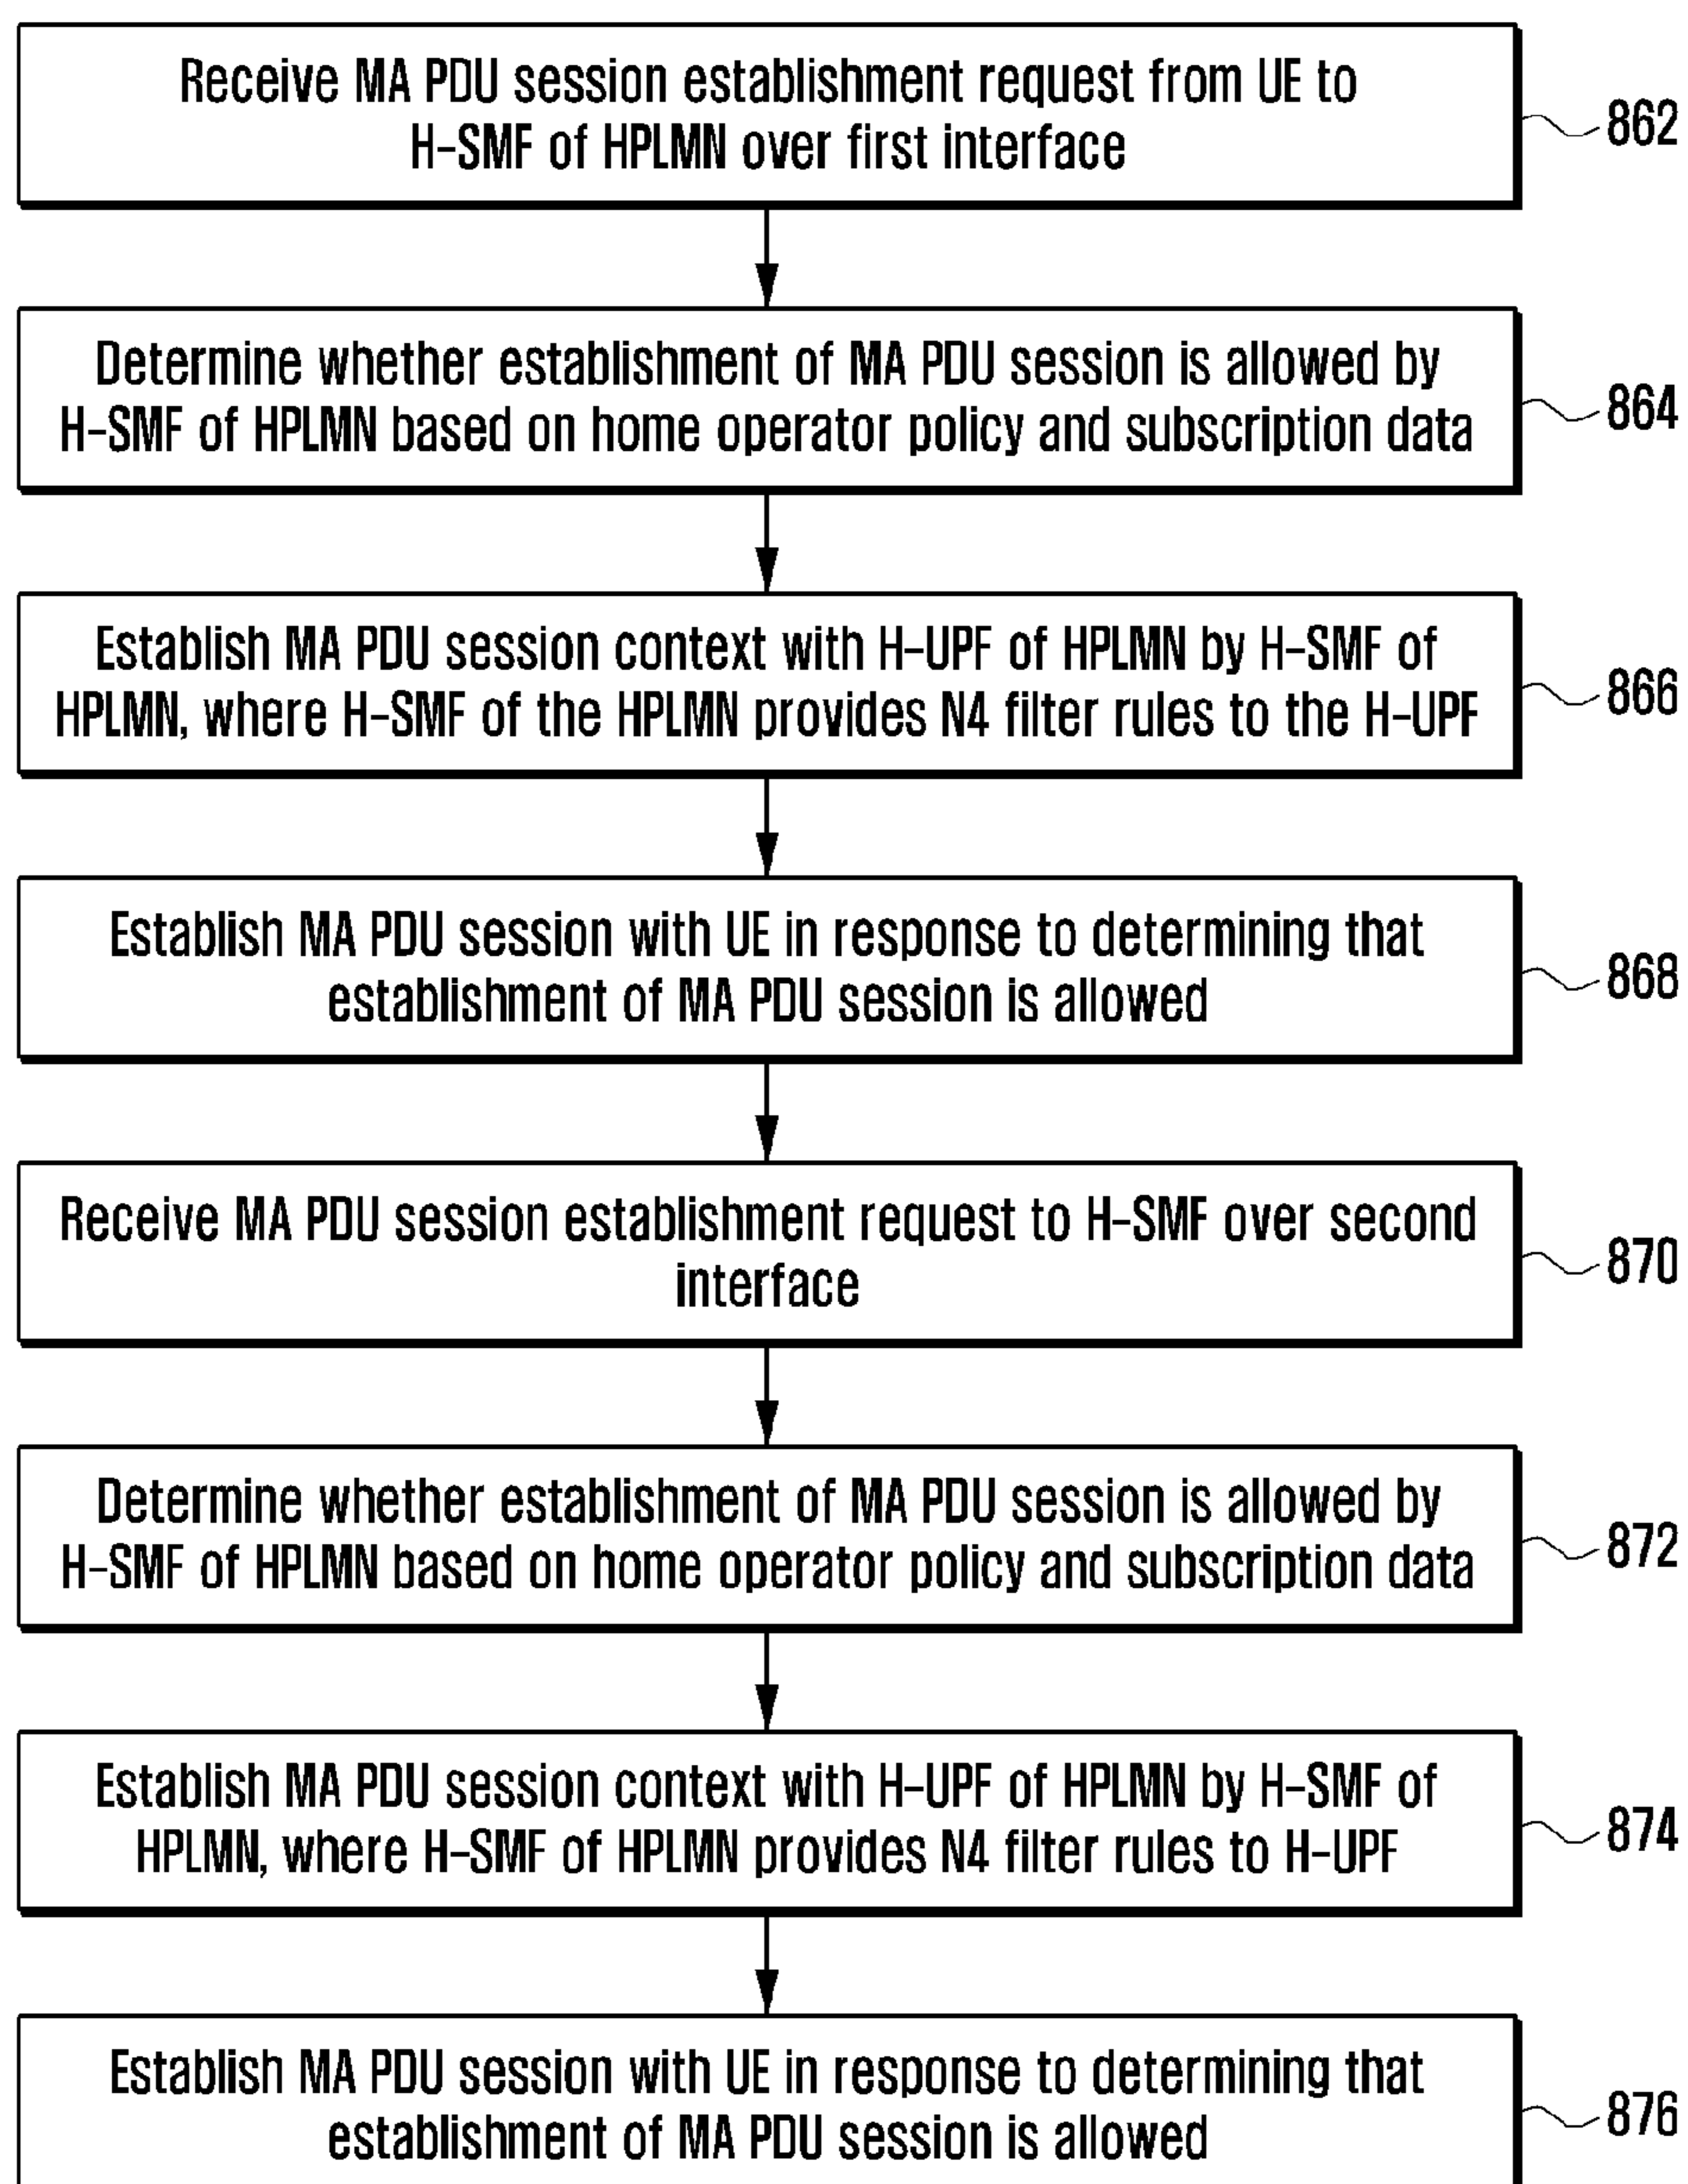 Receive MA PDU session establishment request from UE to
H-SMF of HPLMN over first interface
862
Determine whether establishment of MA PDU session is allowed by
H-SMF of HPLMN based on home operator policy and subscription data
864
Establish MA PDU session context with H-UPF of HPLMN by H-SMF of
HPLMN, where H-SMF of the HPLMN provides N4 filter rules to the H-UPF
866
Establish MA PDU session with UE in response to determining that
establishment of MA PDU session is allowed
868
Receive MA PDU session establishment request to H-SMF over second
interface
870
Determine whether establishment of MA PDU session is allowed by
H-SMF of HPLMN based on home operator policy and subscription data
872
Establish MA PDU session context with H-UPF of HPLMN by H-SMF of
HPLMN, where H-SMF of HPLMN provides N4 filter rules to H-UPF
874
Establish MA PDU session with UE in response to determining that
establishment of MA PDU session is allowed
876